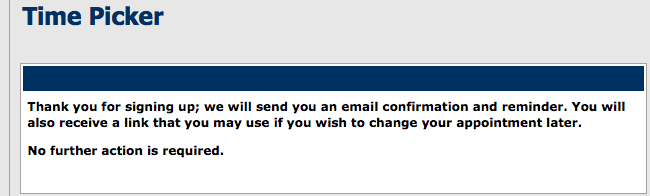 Time Picker
Thank you for signing up; we will send you an email confirmation and reminder. You will
also receive a link that you may use if you wish to change your appointment later.
No further action is required.